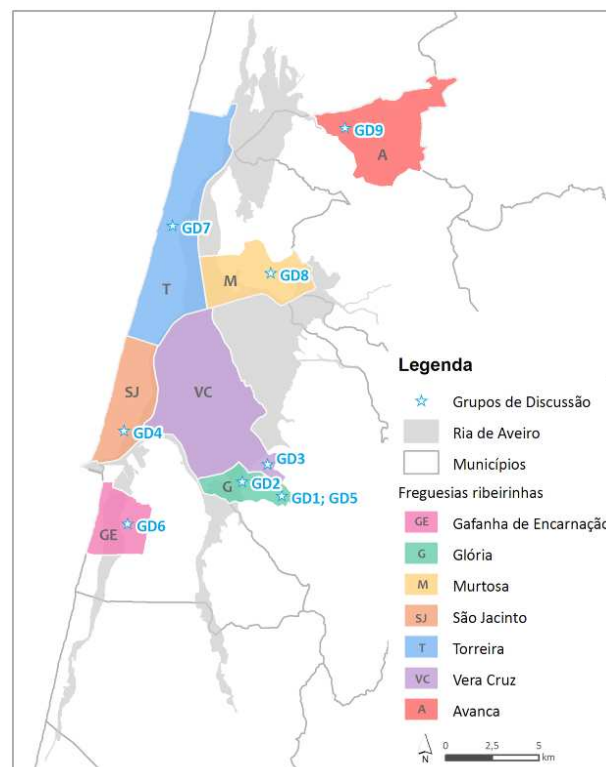 GD9
A
GD7
T
M
GD8
SJ
VC
GD4
GD3
G
GD2
GD1; GD5
GE
GD6
Legenda
Grupos de Discussão
Ria de Aveiro
Municípios
Freguesias ribeirinhas
GE Gafanha de Encarnação
G Glória
M Murtosa
SJ São Jacinto
T Torreira
VC Vera Cruz
A Avanca
N
0 2,5 5
km